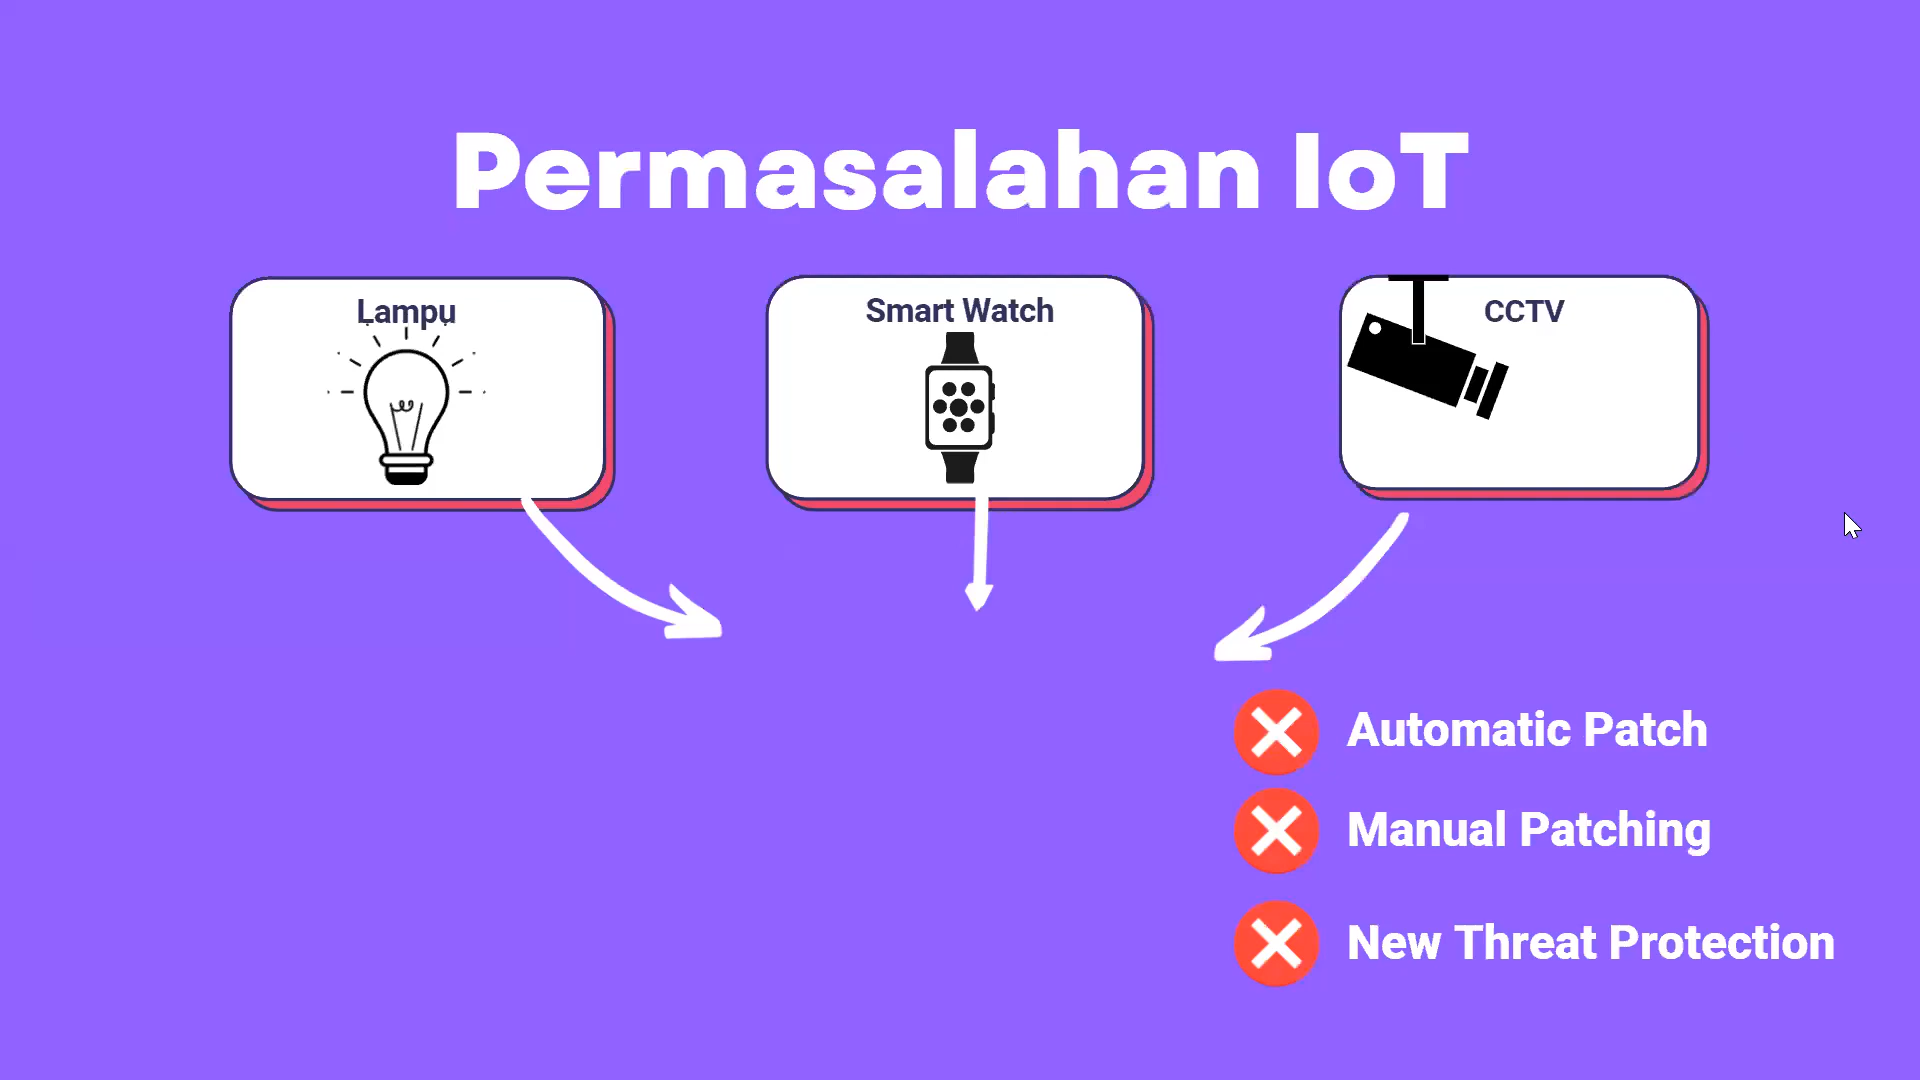 Permasalahan IoT
Lampu
Smart Watch
CCTV
Automatic Patch
Manual Patching
New Threat Protection